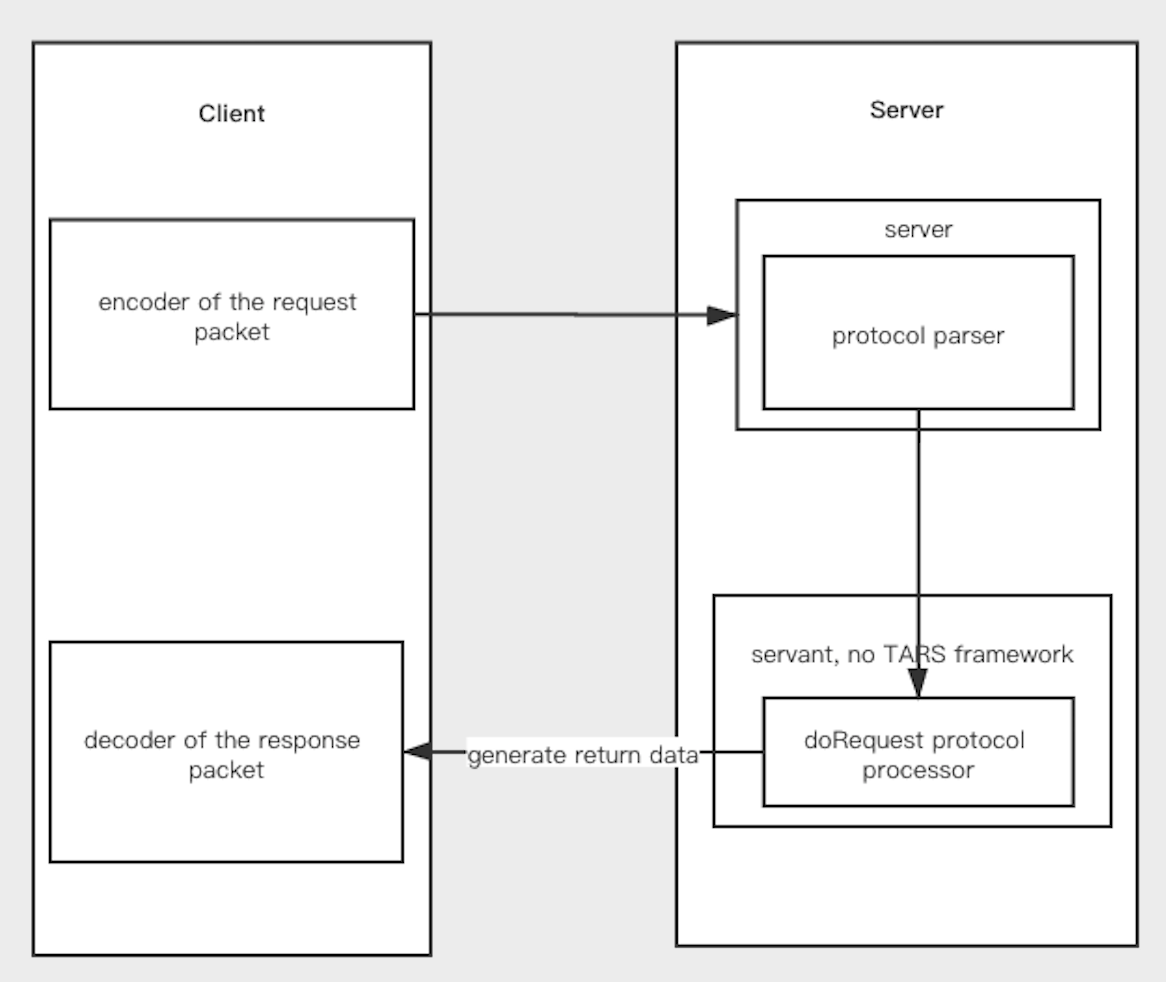 Client
encoder of the request
packet
decoder of the response
packet
generate return data
Server
server
protocol parser
servant, no TARS framework
doRequest protocol
processor